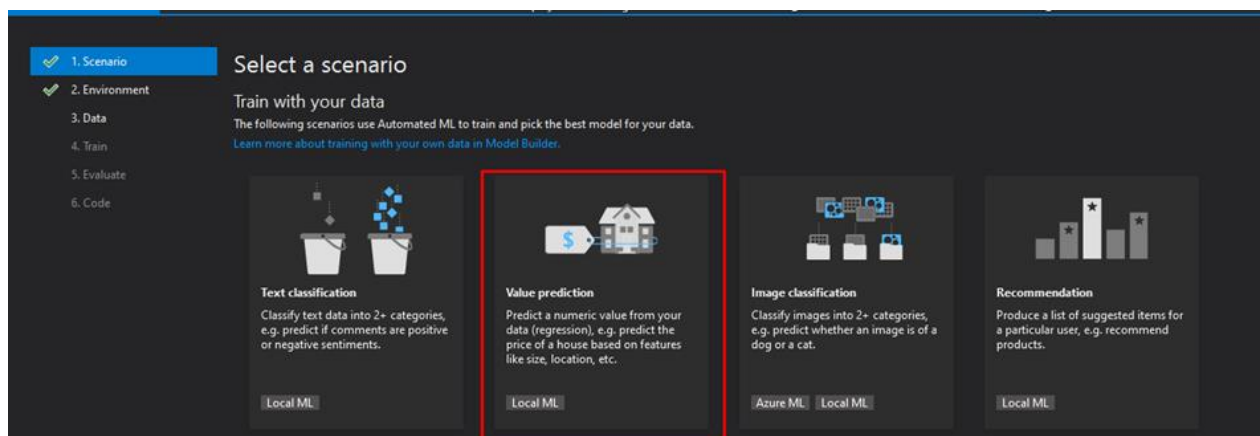 1. Scenario
2. Environment
3. Data
4. Train
5. Evaluate
6. Code
Select a scenario
Train with your data
The following scenarios use Automated ML to train and pick the best model for your data.
Learn more about training with your own data in Model Builder.
$
Text classification
Classify text data into 2+ categories,
e.g. predict if comments are positive
or negative sentiments.
Local ML
Value prediction
Predict a numeric value from your
data (regression), e.g. predict the
price of a house based on features
like size, location, etc.
Local ML
Image classification
Classify images into 2+ categories,
e.g. predict whether an image is of a
dog or a cat.
Azure ML Local ML
Recommendation
Produce a list of suggested items for
a particular user, e.g. recommend
products.
Local ML